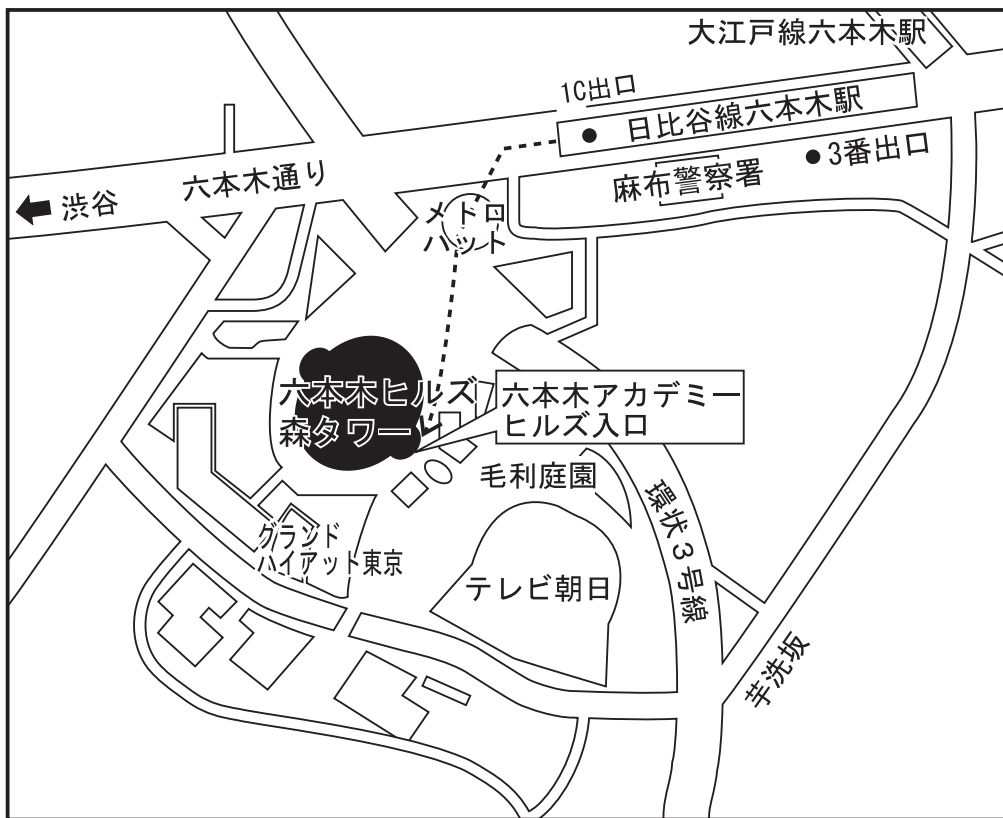 大江戸線六本木駅
1C出口
日比谷線六本木駅
3番出口
麻布警察署
六本木通り
渋谷
メトロ
ハット
六本木ヒルズ
森タワー
六本木アカデミー
ヒルズ入口
毛利庭園
環状3号線
グランド
ハイアット東京
テレビ朝日
芋洗坂